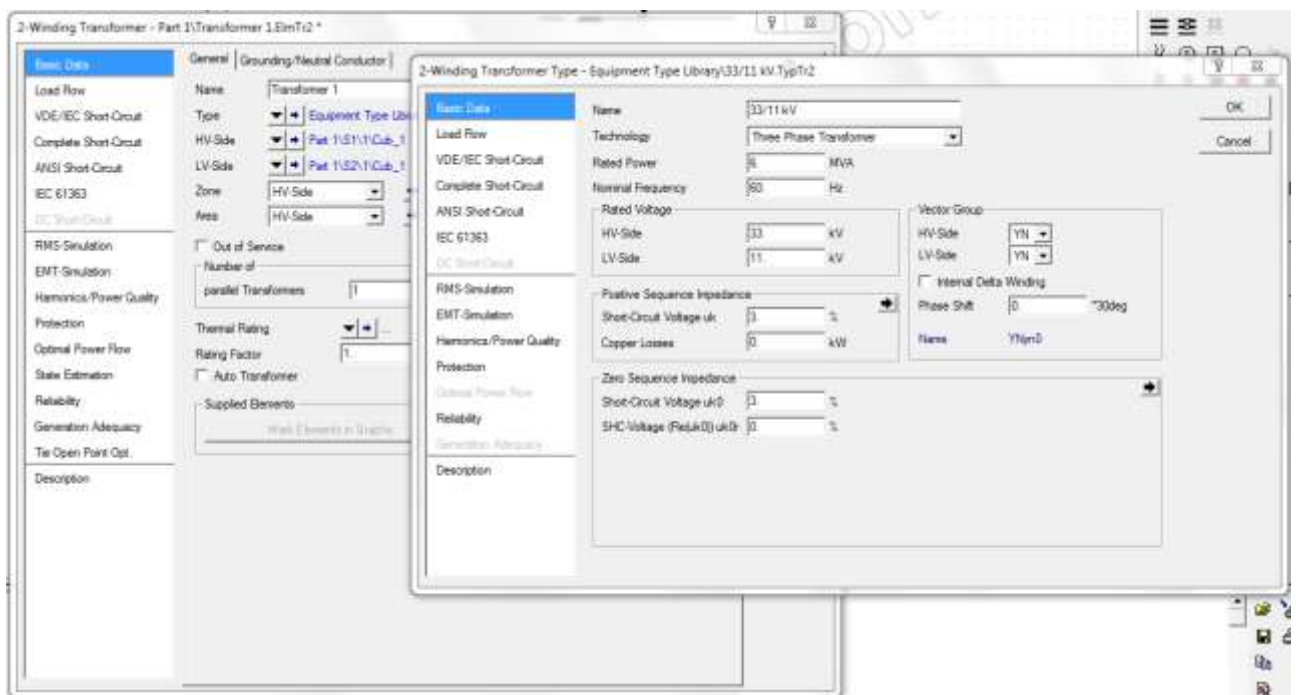 2-Winding Transformer - Part 1\Transformer 1.ElmTr2 *
Basic Data
Load Flow
VDE/IEC Short-Circuit
Complete Short-Circuit
ANSI Short-Circuit
IEC 61363
DC Short-Circuit
RMS-Simulation
EMT-Simulation
Harmonics/Power Quality
Protection
Optimal Power Flow
State Estimation
Reliability
Generation Adequacy
Tie Open Point Opt.
Description
General Grounding/Neutral Conductor
Name Transformer 1
Type Equipment Type Lib
HV-Side Part 1\S1\1\Cub_1
LV-Side Part 1\S2\1\Cub_1
Zone HV-Side
Area HV-Side
Out of Service
Number of
parallel Transformers 1
Thermal Rating ...
Rating Factor 1.
Auto Transformer
Supplied Elements
Mark Elements in Graphic
2-Winding Transformer Type - Equipment Type Library\33/11 kV.TypTr2
Basic Data
Load Flow
VDE/IEC Short-Circuit
Complete Short-Circuit
ANSI Short-Circuit
IEC 61363
DC Short-Circuit
RMS-Simulation
EMT-Simulation
Harmonics/Power Quality
Protection
Optimal Power Flow
Reliability
Generation Adequacy
Description
Name 33/11 kV
Technology Three Phase Transformer
Rated Power 6. MVA
Nominal Frequency 60. Hz
Rated Voltage
HV-Side 33. kV
LV-Side 11. kV
Vector Group
HV-Side YN
LV-Side YN
Internal Delta Winding
Phase Shift 0. *30deg
Name YNyn0
Positive Sequence Impedance
Short-Circuit Voltage uk 3. %
Copper Losses 0. kW
Zero Sequence Impedance
Short-Circuit Voltage uk0 3. %
SHC-Voltage (Re(uk0)) uk0r 0. %
OK
Cancel